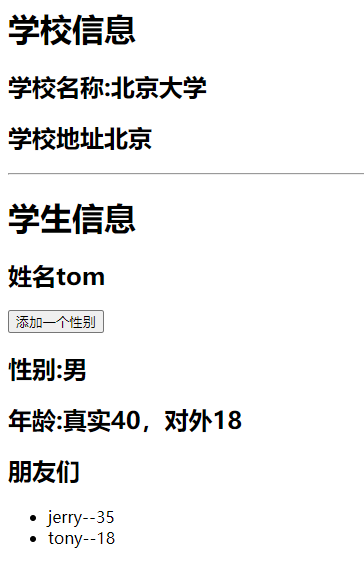 学校信息
学校名称:北京大学
学校地址北京
学生信息
姓名tom
添加一个性别
性别:男
年龄:真实40，对外18
朋友们
jerry--35
tony--18